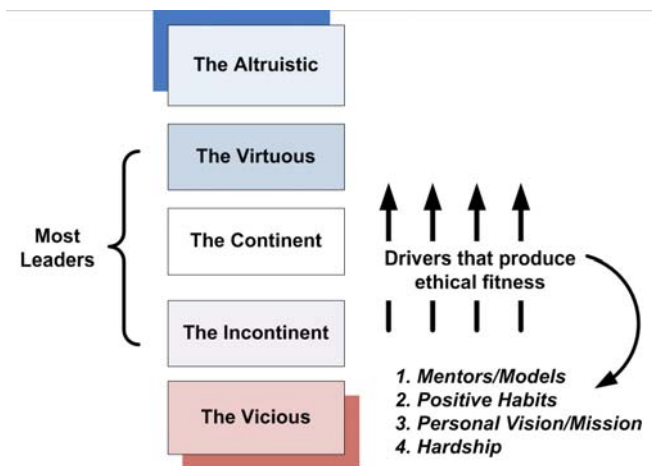 The Altruistic
The Virtuous
Most
Leaders
The Continent
Drivers that produce
ethical fitness
The Incontinent
The Vicious
1. Mentors/Models
2. Positive Habits
3. Personal Vision/Mission
4. Hardship